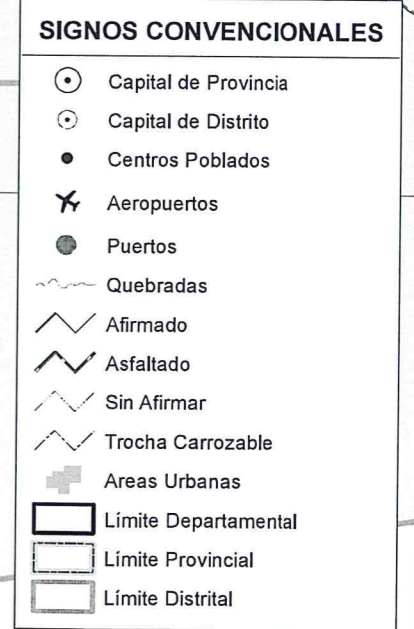 SIGNOS CONVENCIONALES
Capital de Provincia
Capital de Distrito
Centros Poblados
Aeropuertos
Puertos
Quebradas
Afirmado
Asfaltado
Sin Afirmar
Trocha Carrozable
Areas Urbanas
Límite Departamental
Límite Provincial
Límite Distrital